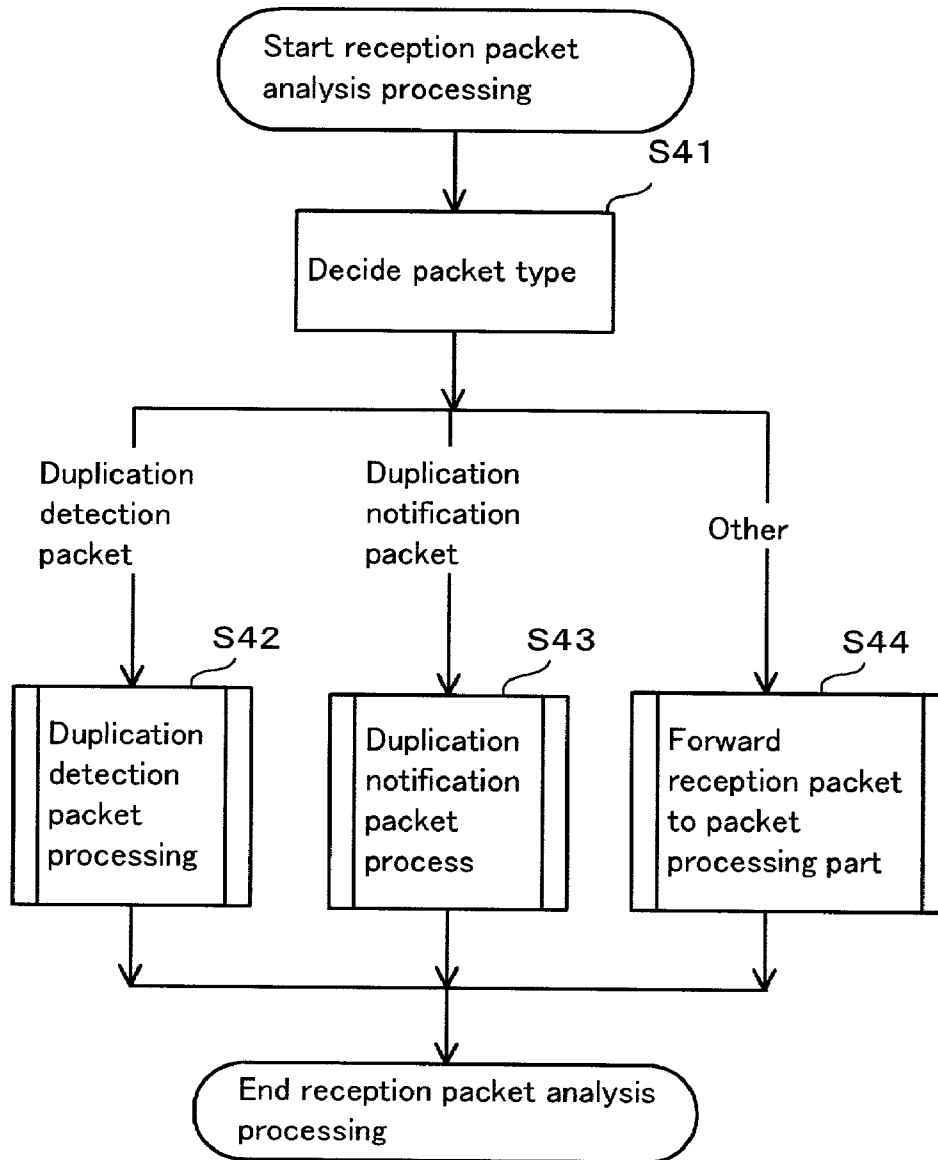 Start reception packet
analysis processing
S41
Decide packet type
Duplication
detection
packet
Duplication
notification
packet
Other
S42
Duplication
detection
packet
processing
S43
Duplication
notification
packet
process
S44
Forward
reception packet
to packet
processing part
End reception packet analysis
processing